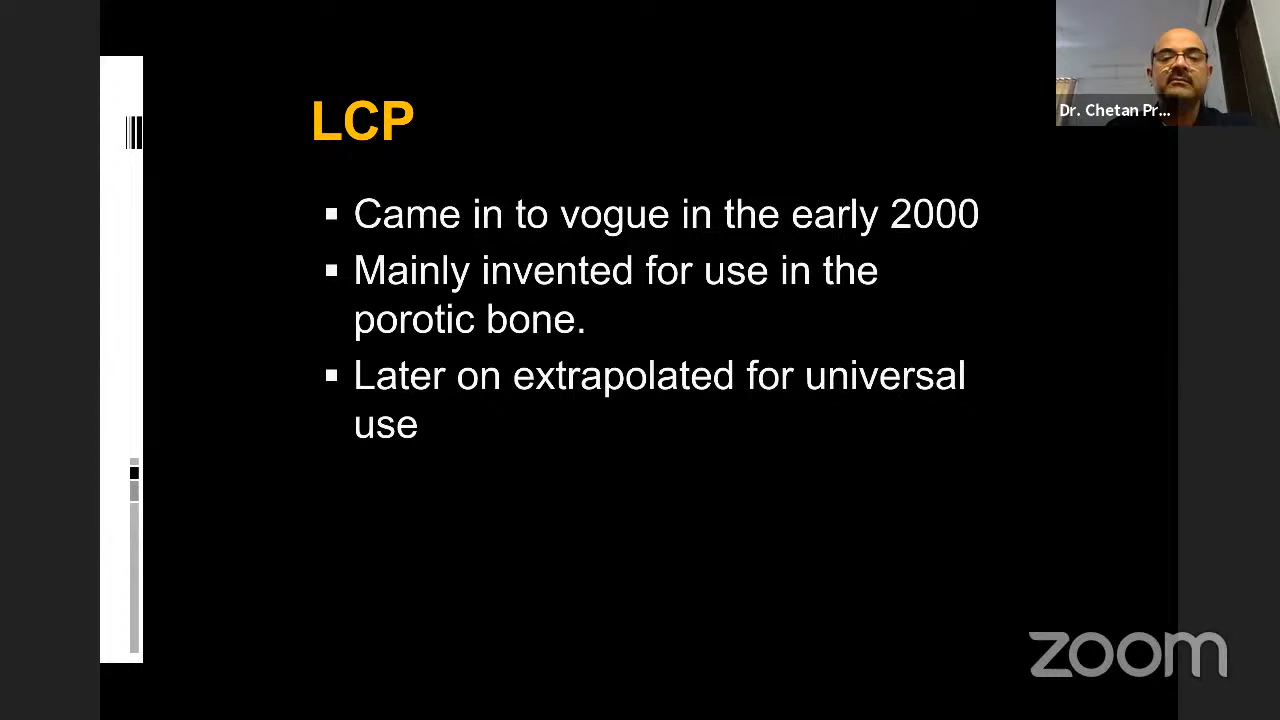 LCP
Dr. Chetan Pr...
▪ Came in to vogue in the early 2000
▪ Mainly invented for use in the
porotic bone.
▪ Later on extrapolated for universal
use
zoom